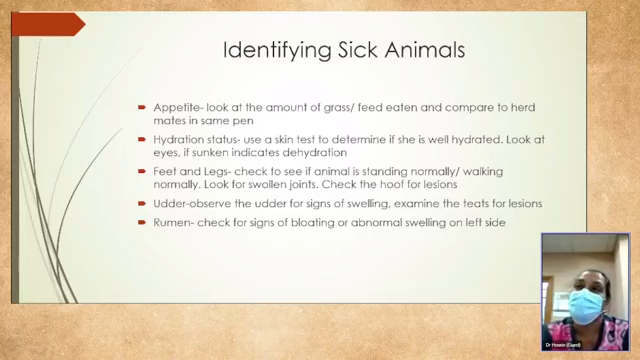 Identifying Sick Animals
Appetite- look at the amount of grass/ feed eaten and compare to herd
mates in same pen
Hydration status- use a skin test to determine if she is well hydrated. Look at
eyes, if sunken indicates dehydration
Feet and Legs- check to see if animal is standing normally/ walking
normally. Look for swollen joints. Check the hoof for lesions
Udder-observe the udder for signs of swelling, examine the teats for lesions
Rumen- check for signs of bloating or abnormal swelling on left side
Dr Hosein (Guest)